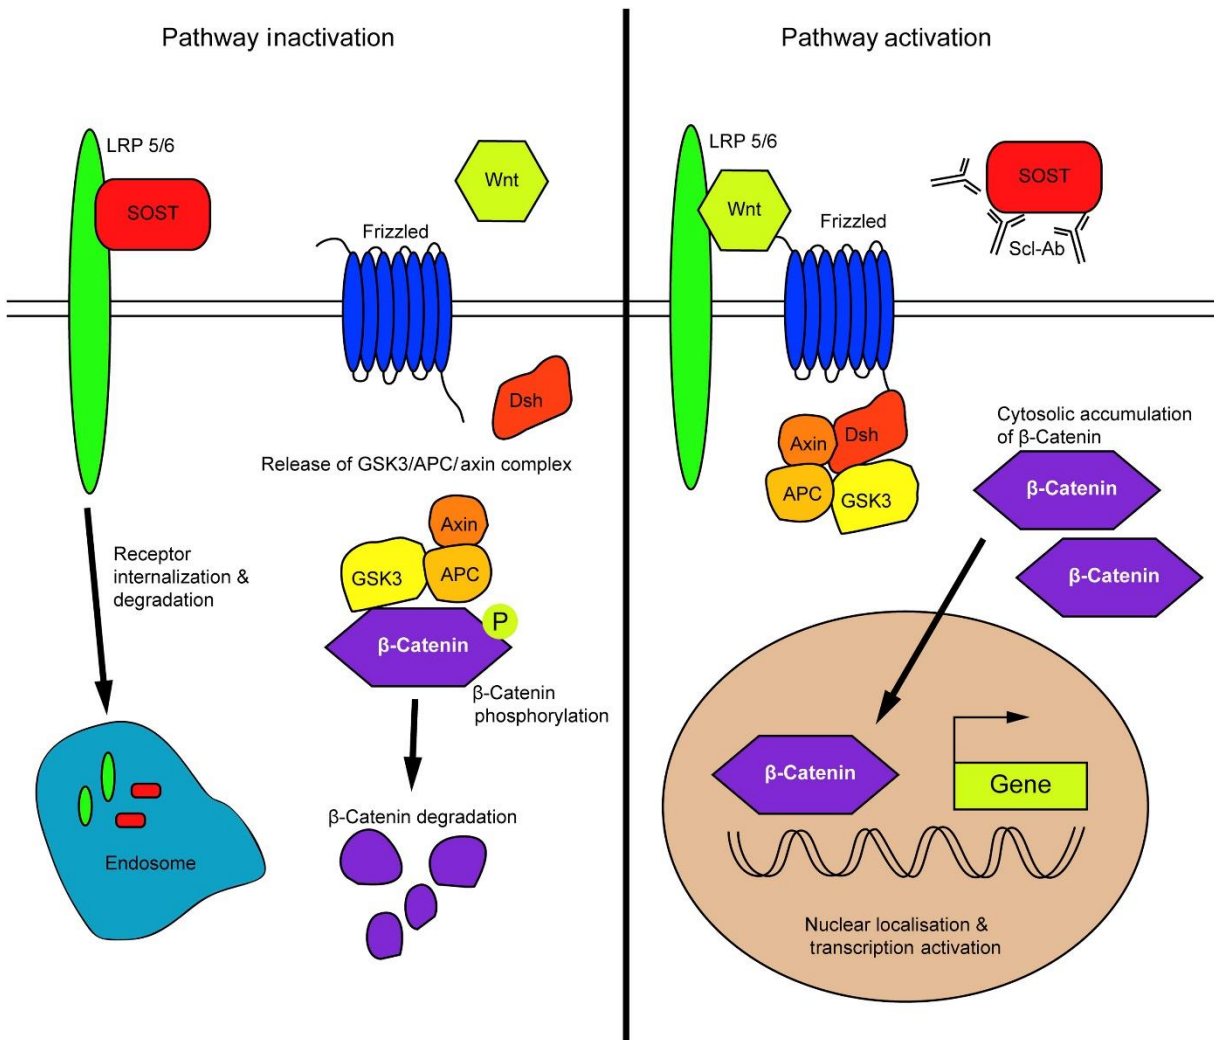 Pathway inactivation
LRP 5/6
SOST
Wnt
Frizzled
Dsh
Release of GSK3/APC/axin complex
Axin
GSK3
APC
P
β-Catenin
β-Catenin
phosphorylation
Receptor
internalization &
degradation
β-Catenin degradation
Endosome
Pathway activation
LRP 5/6
Wnt
Frizzled
SOST
Scl-Ab
Axin
Dsh
APC
GSK3
Cytosolic accumulation
of β-Catenin
β-Catenin
β-Catenin
β-Catenin
Gene
Nuclear localisation &
transcription activation